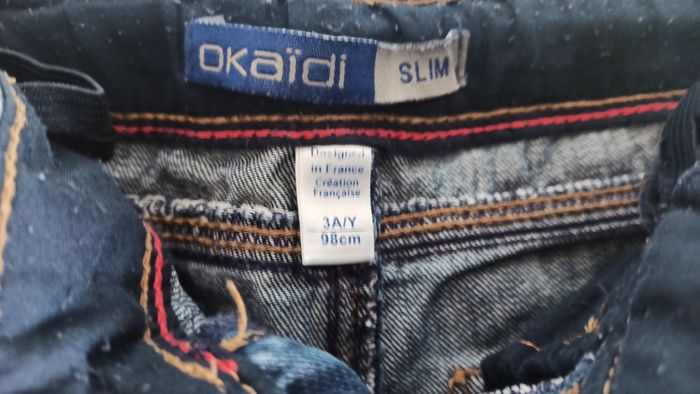 OKaïdi
SLIM
Designed
in France
Création
Française
3A/Y
98cm